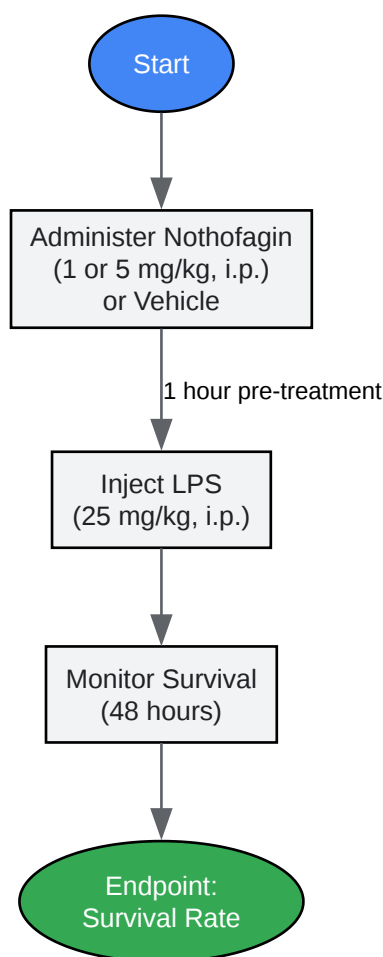 Start
Administer Nothofagin
(1 or 5 mg/kg, i.p.)
or Vehicle
1 hour pre-treatment
Inject LPS
(25 mg/kg, i.p.)
Monitor Survival
(48 hours)
Endpoint:
Survival Rate